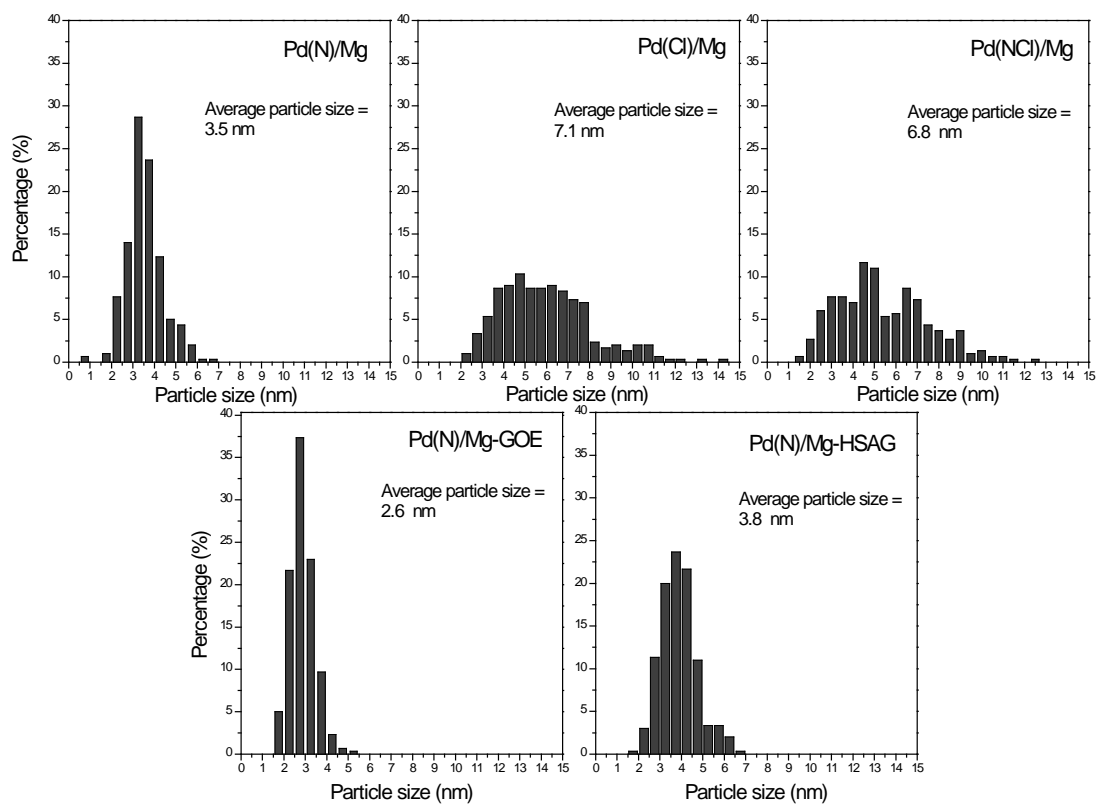 Pd(N)/Mg
Average particle size =
3.5 nm
Percentage (%)
40
35
30
25
20
15
10
5
0
0 1 2 3 4 5 6 7 8 9 10 11 12 13 14 15
Particle size (nm)
Pd(Cl)/Mg
Average particle size =
7.1 nm
40
35
30
25
20
15
10
5
0
0 1 2 3 4 5 6 7 8 9 10 11 12 13 14 15
Particle size (nm)
Pd(NCl)/Mg
Average particle size =
6.8 nm
40
35
30
25
20
15
10
5
0
0 1 2 3 4 5 6 7 8 9 10 11 12 13 14 15
Particle size (nm)
Pd(N)/Mg-GOE
Average particle size =
2.6 nm
Percentage (%)
40
35
30
25
20
15
10
5
0
0 1 2 3 4 5 6 7 8 9 10 11 12 13 14 15
Particle size (nm)
Pd(N)/Mg-HSAG
Average particle size =
3.8 nm
40
35
30
25
20
15
10
5
0
0 1 2 3 4 5 6 7 8 9 10 11 12 13 14 15
Particle size (nm)